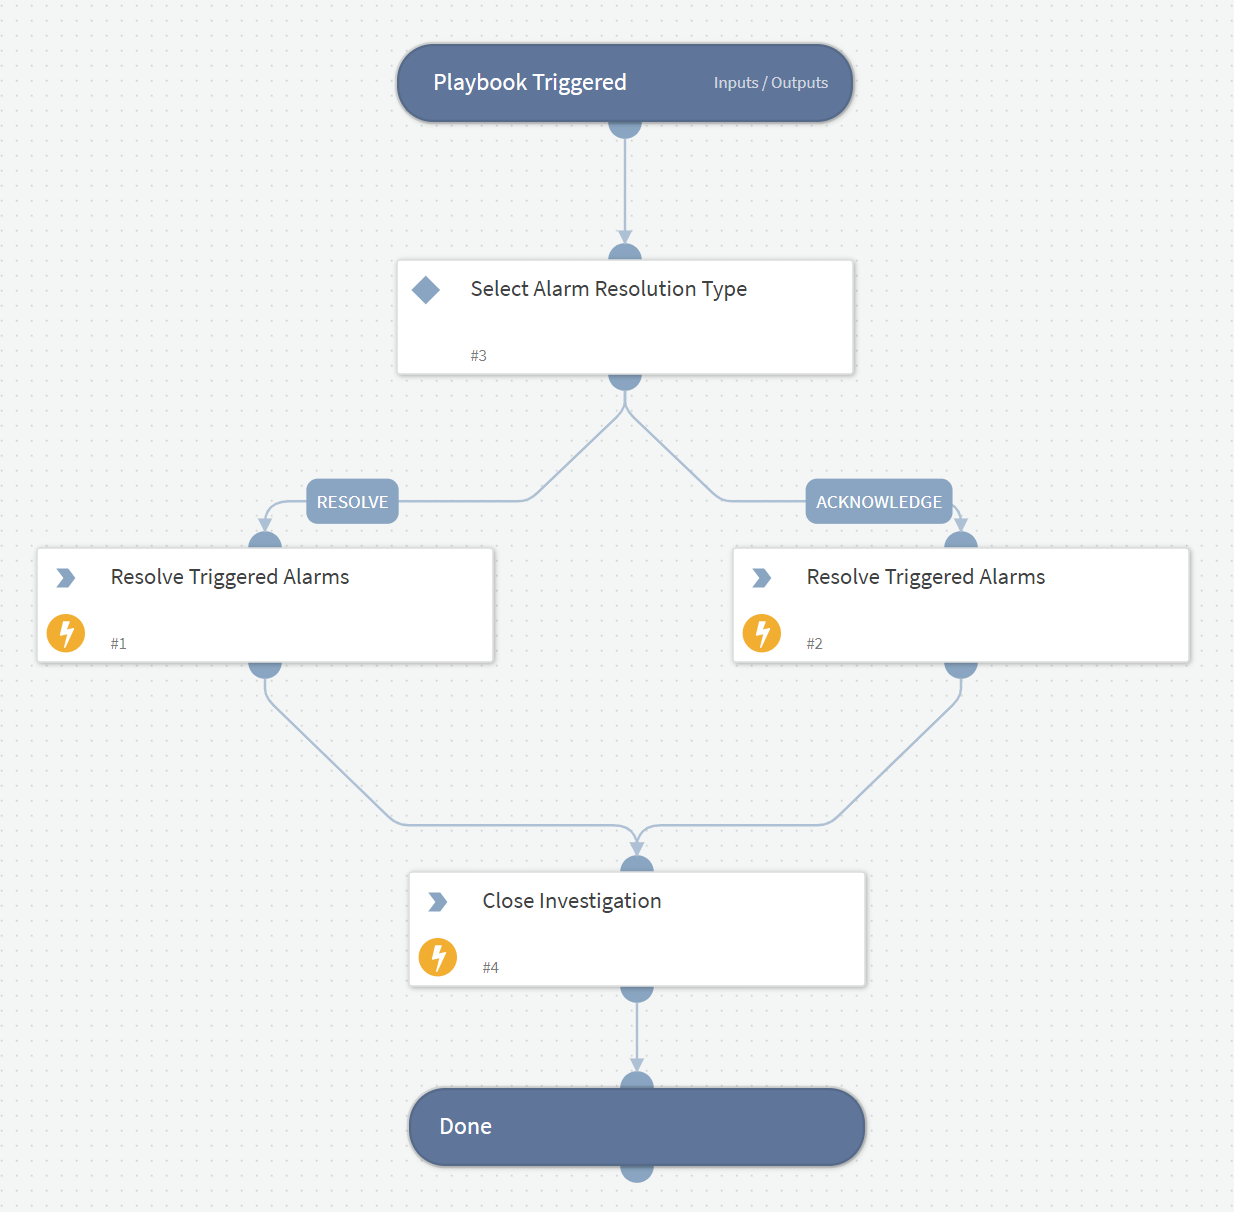 Playbook Triggered
Inputs / Outputs
Select Alarm Resolution Type
#3
RESOLVE
ACKNOWLEDGE
Resolve Triggered Alarms
#1
Resolve Triggered Alarms
#2
Close Investigation
#4
Done